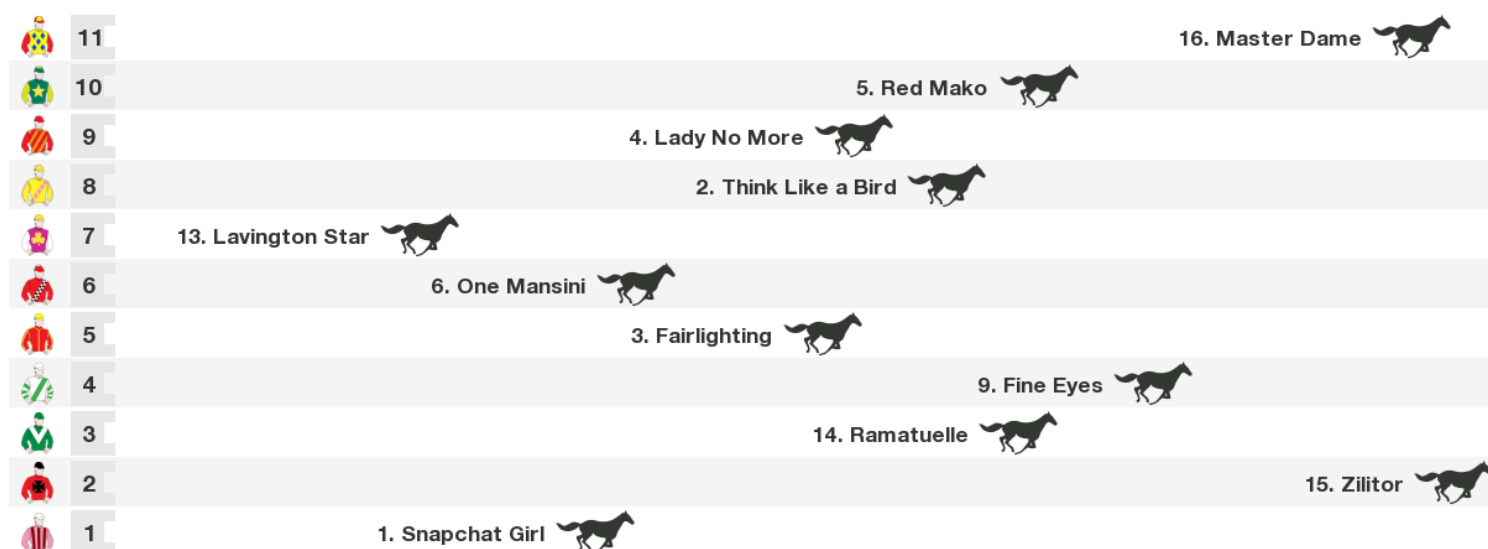 11 16. Master Dame
10 5. Red Mako
9 4. Lady No More
8 2. Think Like a Bird
7 13. Lavington Star
6 6. One Mansini
5 3. Fairlighting
4 9. Fine Eyes
3 14. Ramatuelle
2 15. Zilitor
1 1. Snapchat Girl